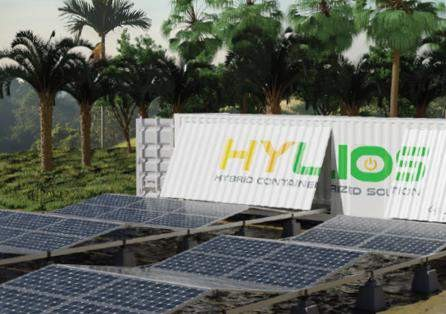 HYLIOS
HYBRID CONTAINERIZED SOLUTION